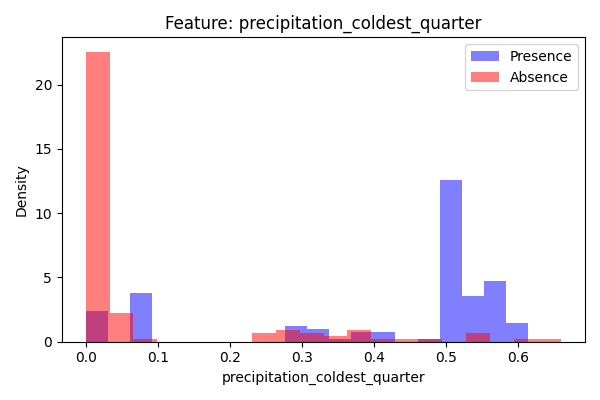 Feature: precipitation_coldest_quarter
Presence
Absence
Density
20
15
10
5
0
0.0 0.1 0.2 0.3 0.4 0.5 0.6
precipitation_coldest_quarter